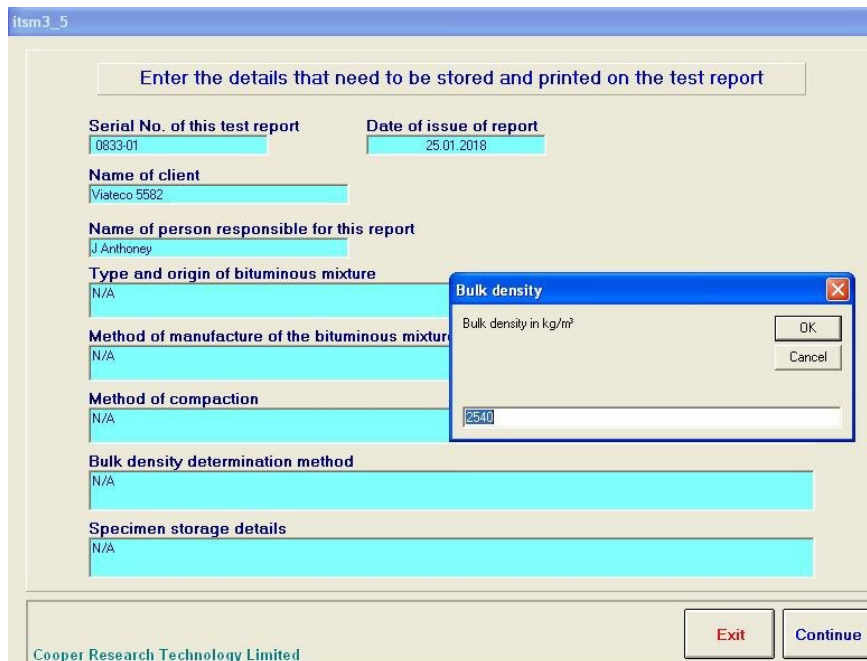 itsm3_5
Enter the details that need to be stored and printed on the test report
Serial No. of this test report
Date of issue of report
0833-01
25.01.2018
Name of client
Viateco 5582
Name of person responsible for this report
J Anthoney
Type and origin of bituminous mixture
N/A
Method of manufacture of the bituminous mixture
N/A
Method of compaction
N/A
Bulk density determination method
N/A
Specimen storage details
N/A
Bulk density
Bulk density in kg/m³
OK
Cancel
2540
Exit
Continue
Cooper Research Technology Limited